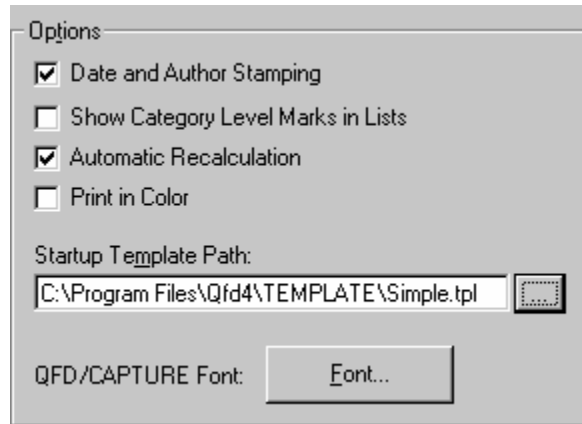 Options
Date and Author Stamping
Show Category Level Marks in Lists
Automatic Recalculation
Print in Color
Startup Template Path:
C:\Program Files\Qfd4\TEMPLATE\Simple.tpl ...
QFD/CAPTURE Font: Font...